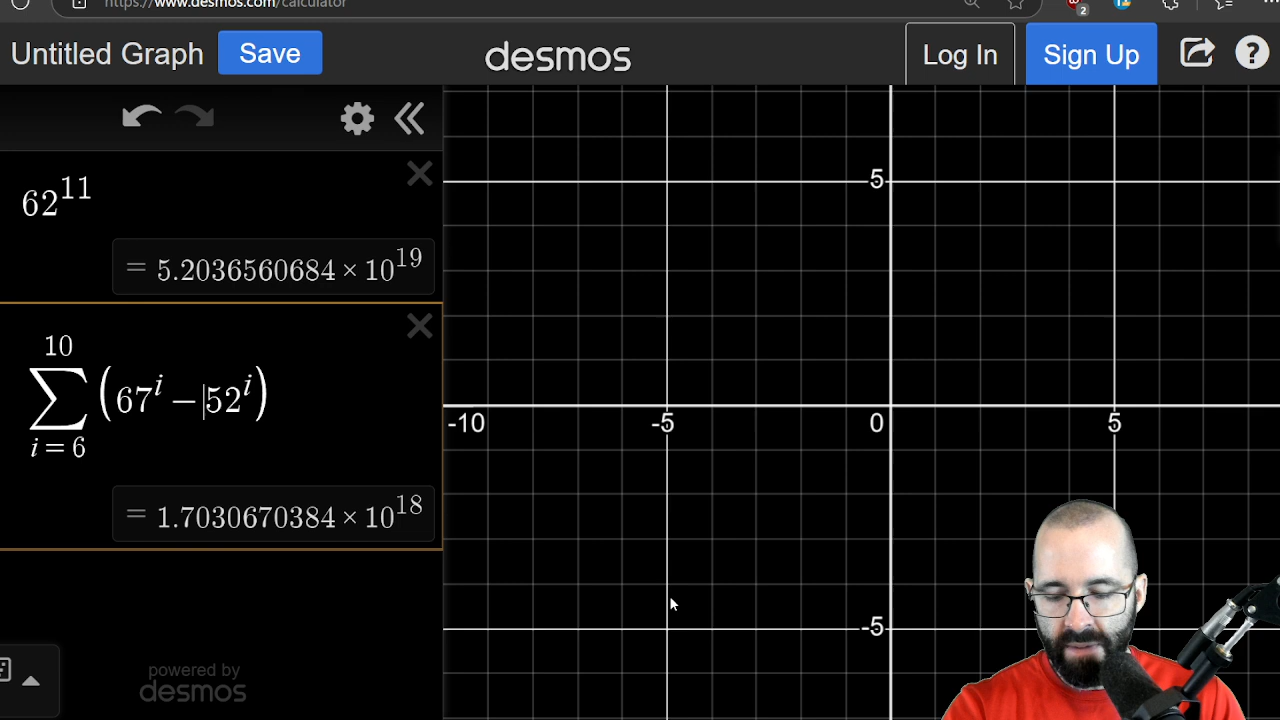 https://www.desmos.com/calculator
2
Untitled Graph Save desmos Log In Sign Up ?
62^11
= 5.2036560684 × 10^19
10
∑ (67^i − 52^i)
i = 6
= 1.7030670384 × 10^18
powered by
desmos
5
-10 -5 0 5
-5